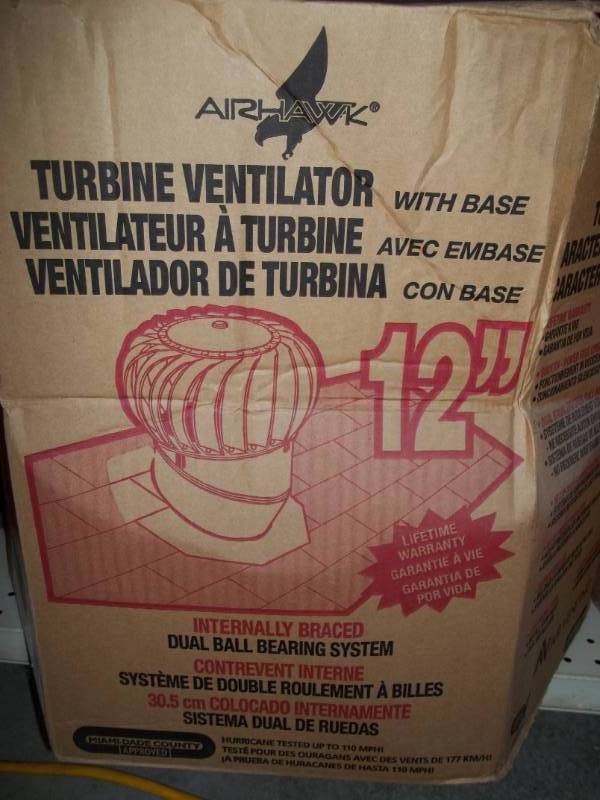 AIRHAWK®
TURBINE VENTILATOR WITH BASE
VENTILATEUR À TURBINE AVEC EMBASE
VENTILADOR DE TURBINA CON BASE
12"
LIFETIME
WARRANTY
GARANTIE À VIE
GARANTIA DE
POR VIDA
INTERNALLY BRACED
DUAL BALL BEARING SYSTEM
CONTREVENT INTERNE
SYSTÈME DE DOUBLE ROULEMENT À BILLES
30.5 cm COLOCADO INTERNAMENTE
SISTEMA DUAL DE RUEDAS
MIAMI-DADE COUNTY
APPROVED
HURRICANE TESTED UP TO 110 MPH!
TESTÉ POUR DES OURAGANS AVEC DES VENTS DE 177 KM/H!
¡A PRUEBA DE HURACANES DE HASTA 110 MPH!